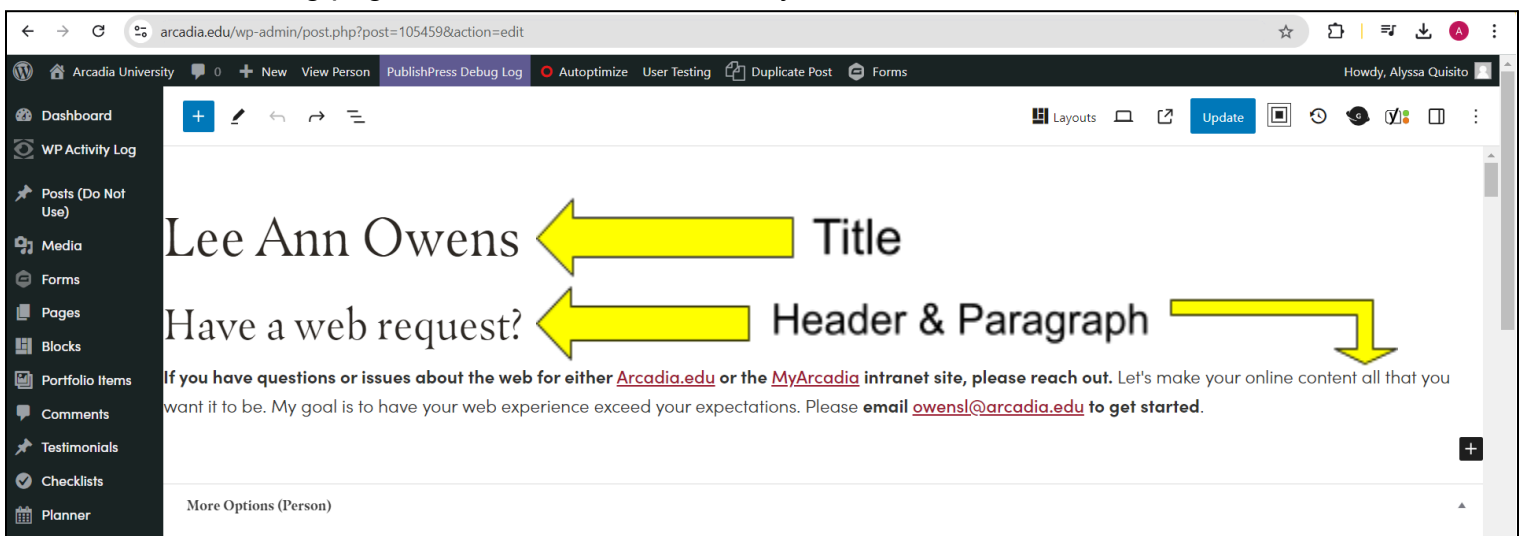 arcadia.edu/wp-admin/post.php?post=105459&action=edit
A
Arcadia University 0 New View Person PublishPress Debug Log Autoptimize User Testing Duplicate Post Forms Howdy, Alyssa Quisito
Dashboard
WP Activity Log
Posts (Do Not
Use)
Media
Forms
Pages
Blocks
Portfolio Items
Comments
Testimonials
Checklists
Planner
Layouts Update
Lee Ann Owens
Title
Have a web request?
Header & Paragraph
If you have questions or issues about the web for either Arcadia.edu or the MyArcadia intranet site, please reach out. Let's make your online content all that you
want it to be. My goal is to have your web experience exceed your expectations. Please email owensl@arcadia.edu to get started.
More Options (Person)